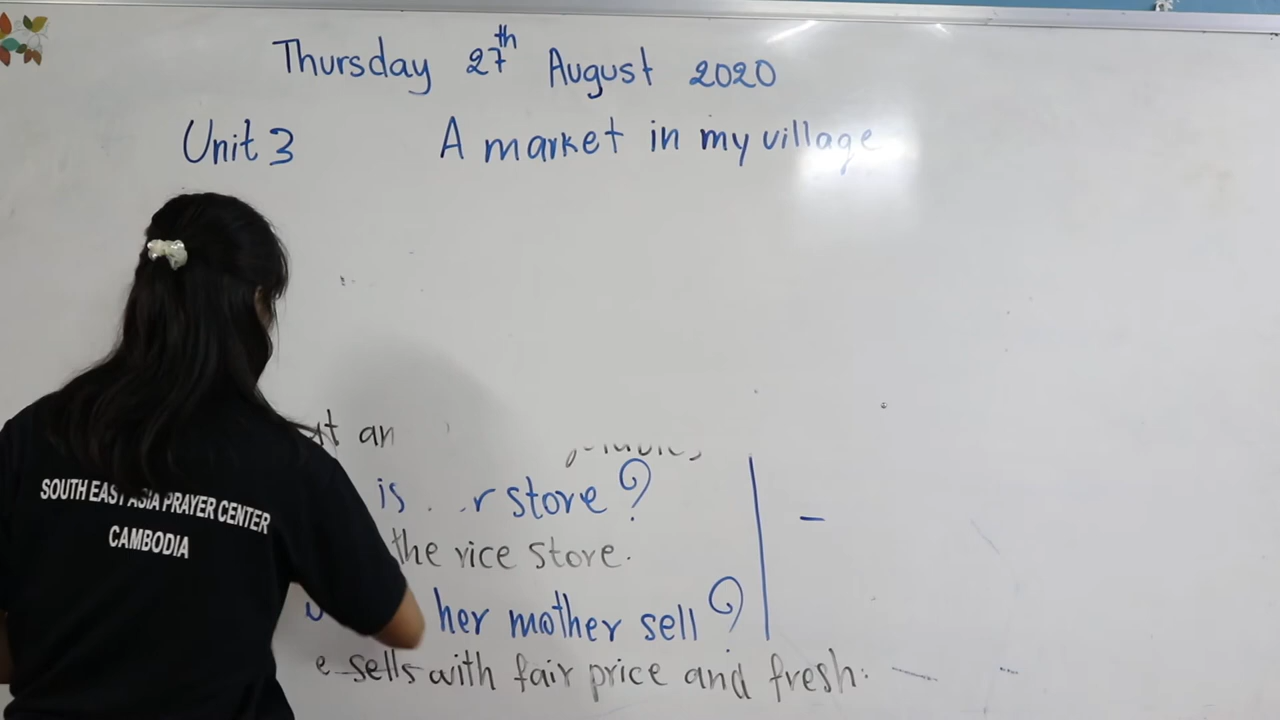 Thursday 27th August 2020
Unit 3 A market in my village
an
is store?
the rice store.
her mother sell?
sells with fair price and fresh.
SOUTH EAST ASIA PRAYER CENTER
CAMBODIA